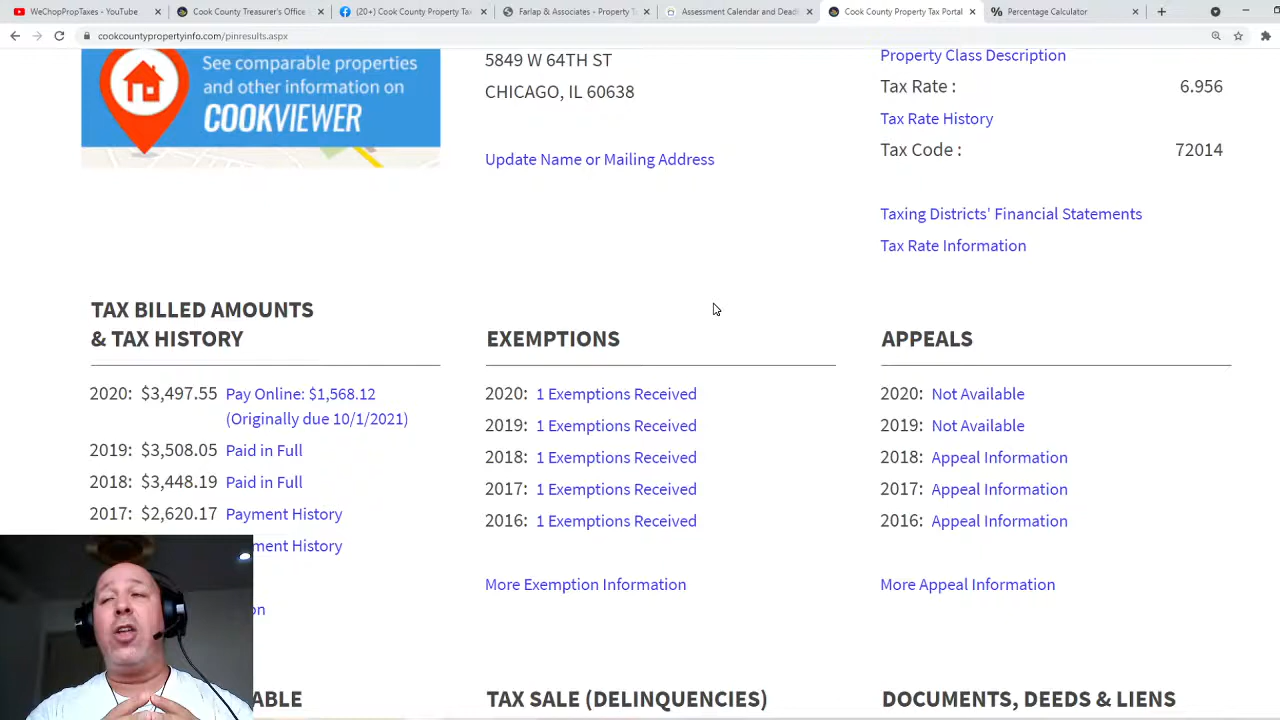 WeChopPropTaxes - YouTube
Cook County Treasurer's Office
(20+) Cook County Property Tax
Farlap & Associates - Property T
Assessment Calendar and Deadl
Cook County Property Tax Portal
Percentage Calculator
cookcountypropertyinfo.com/pinresults.aspx
See comparable properties
and other information on
COOKVIEWER
5849 W 64TH ST
CHICAGO, IL 60638
Update Name or Mailing Address
Property Class Description
Tax Rate : 6.956
Tax Rate History
Tax Code : 72014
Taxing Districts' Financial Statements
Tax Rate Information
TAX BILLED AMOUNTS
& TAX HISTORY
2020: $3,497.55 Pay Online: $1,568.12
(Originally due 10/1/2021)
2019: $3,508.05 Paid in Full
2018: $3,448.19 Paid in Full
2017: $2,620.17 Payment History
ment History
on
EXEMPTIONS
2020: 1 Exemptions Received
2019: 1 Exemptions Received
2018: 1 Exemptions Received
2017: 1 Exemptions Received
2016: 1 Exemptions Received
More Exemption Information
APPEALS
2020: Not Available
2019: Not Available
2018: Appeal Information
2017: Appeal Information
2016: Appeal Information
More Appeal Information
ABLE
TAX SALE (DELINQUENCIES)
DOCUMENTS, DEEDS & LIENS